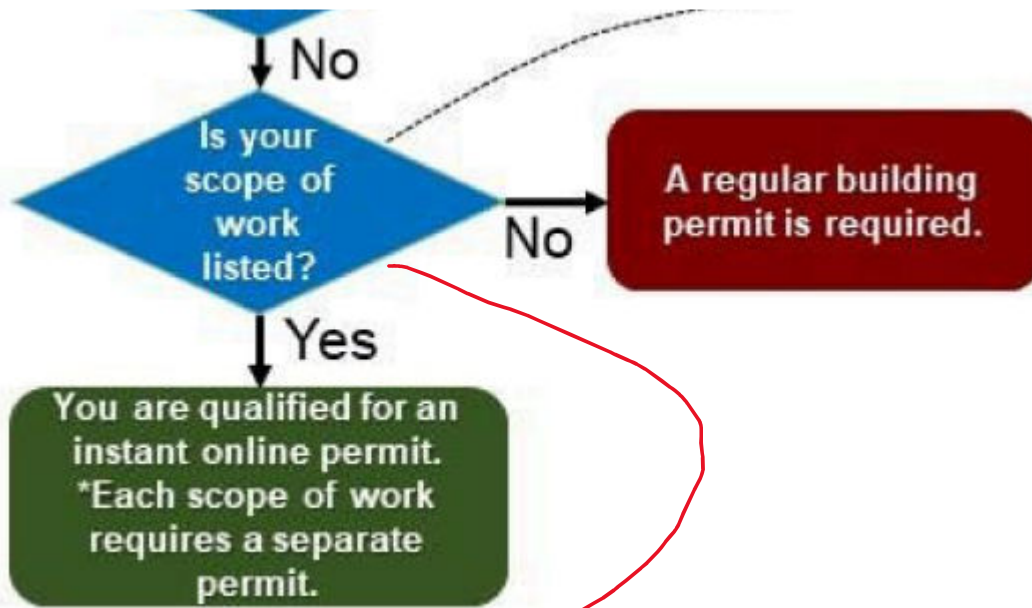 No
Is your
scope of
work
listed?
No
A regular building
permit is required.
Yes
You are qualified for an
instant online permit.
*Each scope of work
requires a separate
permit.